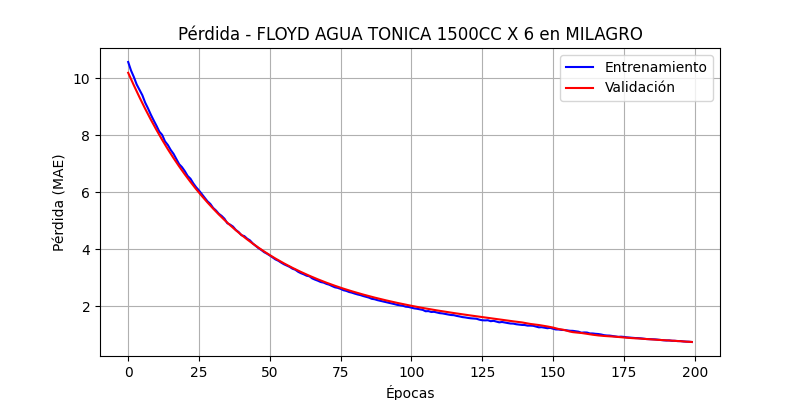 Pérdida - FLOYD AGUA TONICA 1500CC X 6 en MILAGRO
Entrenamiento
Validación
Pérdida (MAE)
10
8
6
4
2
0 25 50 75 100 125 150 175 200
Épocas